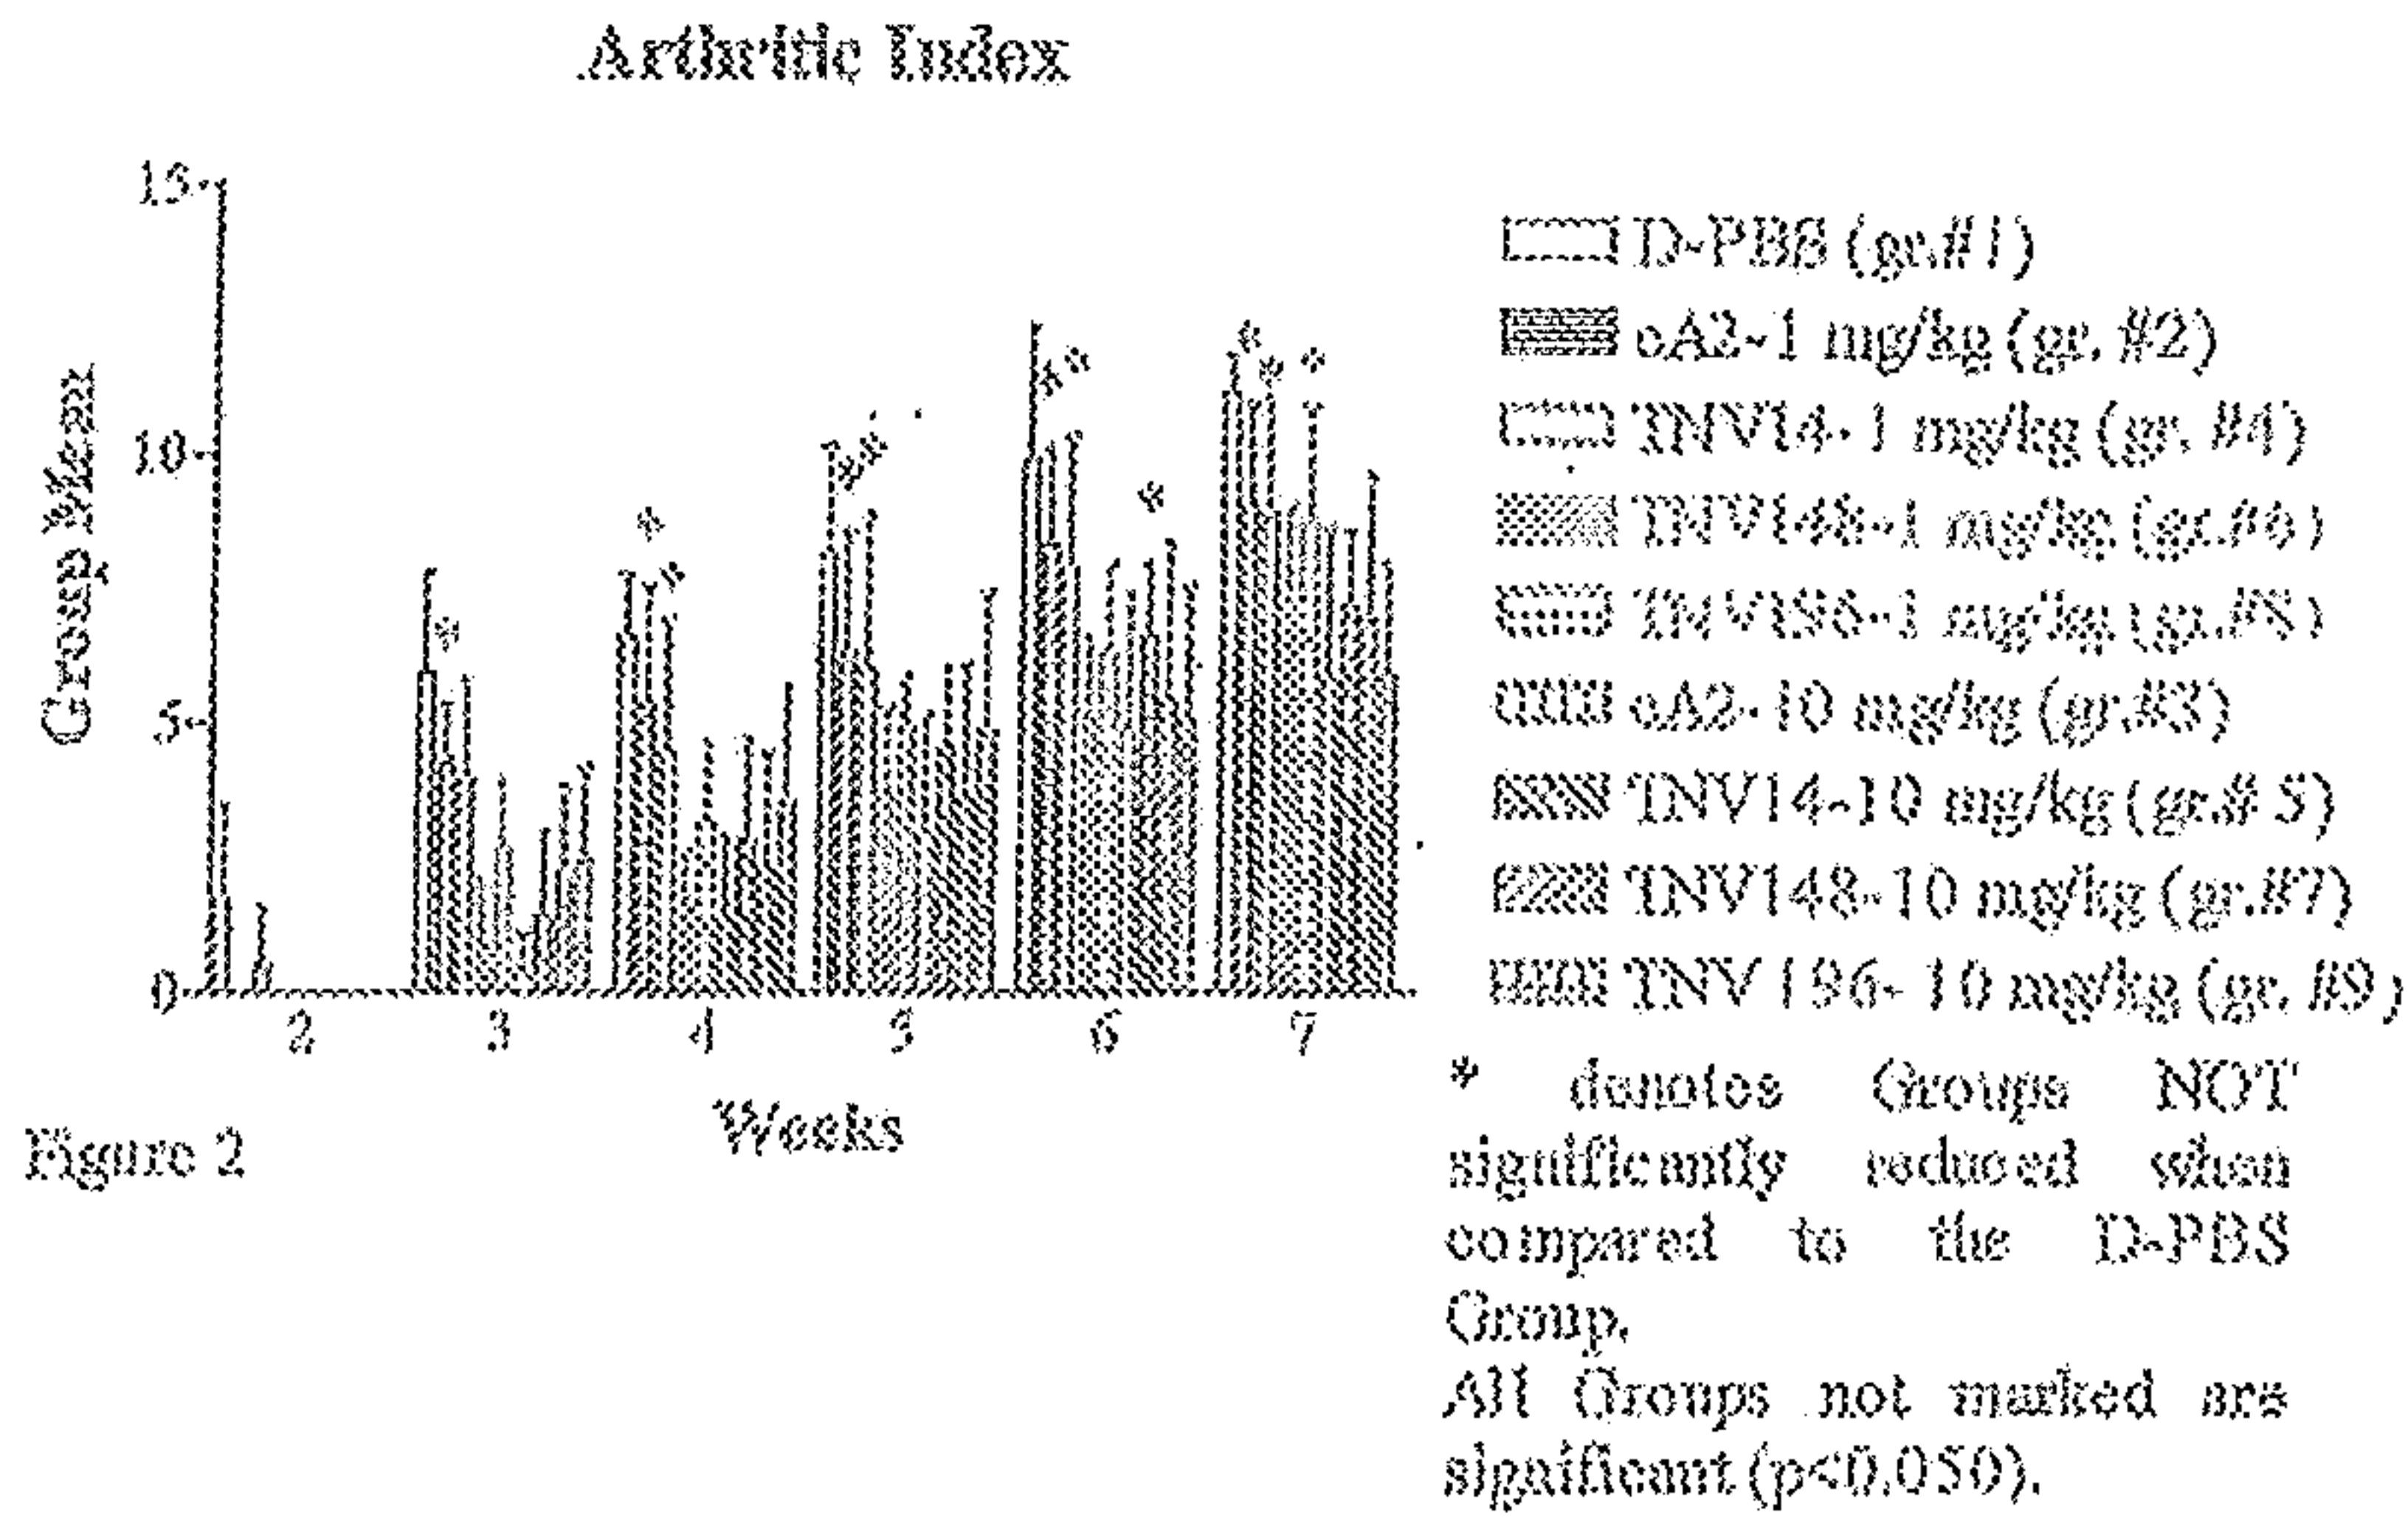 Arthritic Index
Group Mean
15
10
5
0
2 3 4 5 6 7
Weeks
D-PBS (gr.#1)
cA2-1 mg/kg (gr. #2)
TNV14-1 mg/kg (gr. #4)
TNV148-1 mg/kg (gr.#6)
TNV196-1 mg/kg (gr.#8)
cA2-10 mg/kg (gr.#3)
TNV14-10 mg/kg (gr.# 5)
TNV148-10 mg/kg (gr.#7)
TNV 196-10 mg/kg (gr. #9)
* denotes Groups NOT
significantly reduced when
compared to the D-PBS
Group.
All Groups not marked are
significant (p<0.050).
Figure 2